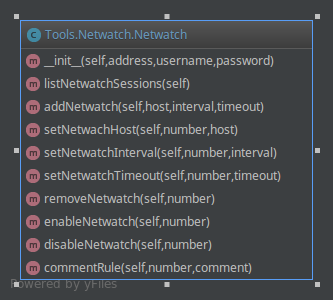 C Tools.Netwatch.Netwatch
m __init__(self,address,username,password)
m listNetwatchSessions(self)
m addNetwatch(self,host,interval,timeout)
m setNetwachHost(self,number,host)
m setNetwatchInterval(self,number,interval)
m setNetwatchTimeout(self,number,timeout)
m removeNetwatch(self,number)
m enableNetwatch(self,number)
m disableNetwatch(self,number)
m commentRule(self,number,comment)
Powered by yFiles